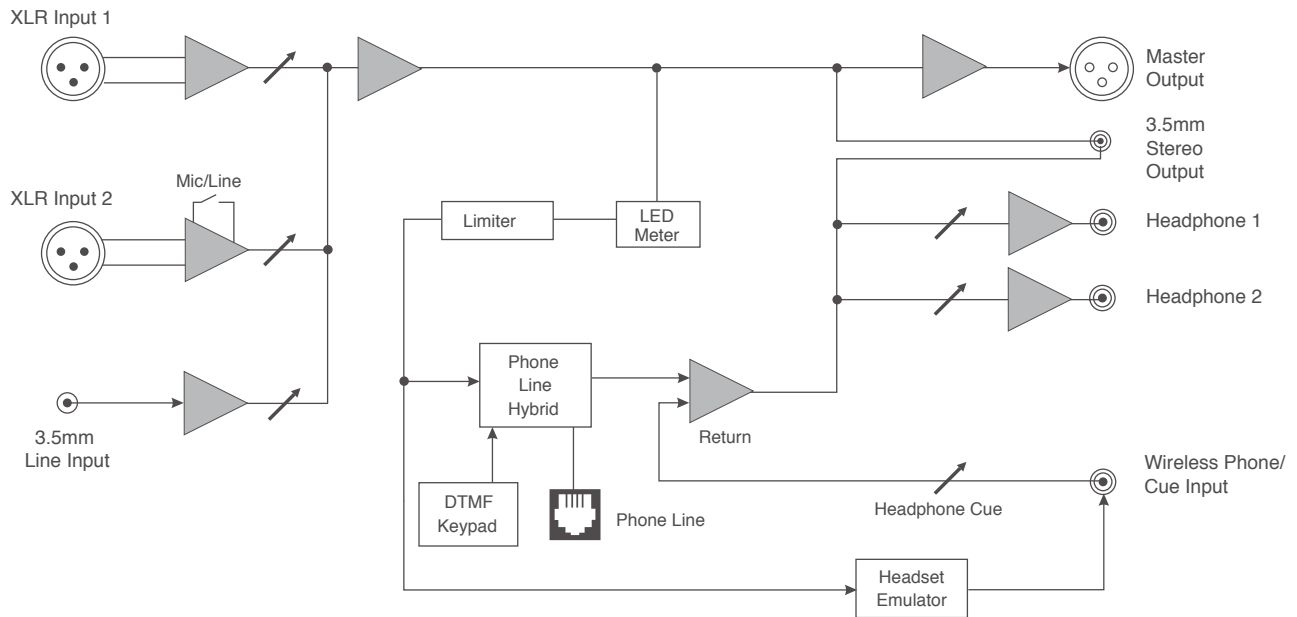 XLR Input 1
Master
Output
3.5mm
Stereo
Output
Mic/Line
XLR Input 2
Limiter
LED
Meter
Headphone 1
Headphone 2
Phone
Line
Hybrid
3.5mm
Line Input
Return
Wireless Phone/
Cue Input
DTMF
Keypad
Phone Line
Headphone Cue
Headset
Emulator